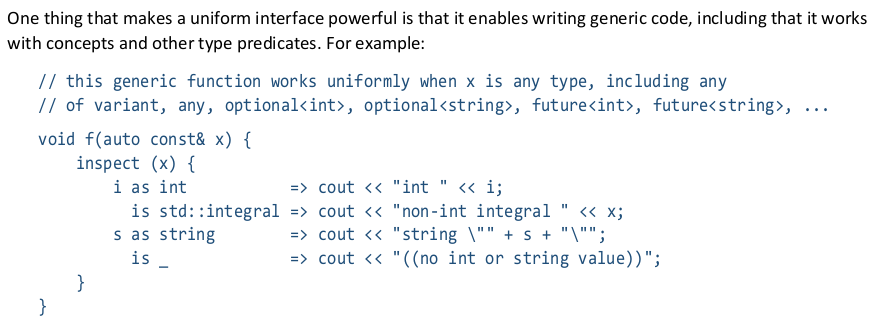 One thing that makes a uniform interface powerful is that it enables writing generic code, including that it works
with concepts and other type predicates. For example:
// this generic function works uniformly when x is any type, including any
// of variant, any, optional<int>, optional<string>, future<int>, future<string>, ...
void f(auto const& x) {
    inspect (x) {
        i as int           => cout << "int " << i;
          is std::integral => cout << "non-int integral " << x;
        s as string        => cout << "string \"" + s + "\"";
          is _             => cout << "((no int or string value))";
    }
}